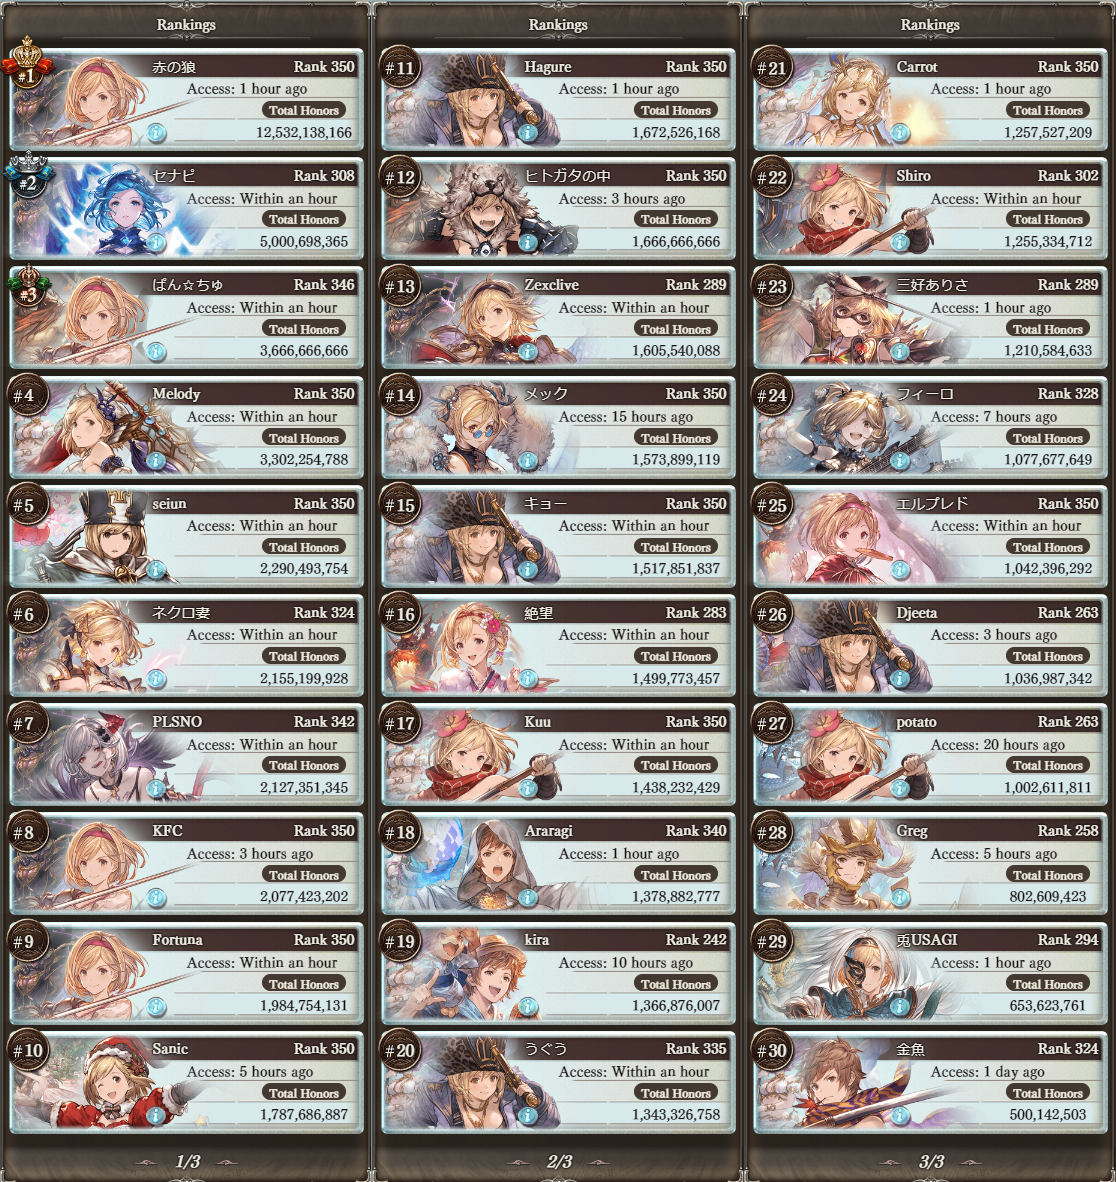 Rankings
#1
赤の狼
Rank 350
Access: 1 hour ago
Total Honors
12,532,138,166
#2
セナピ
Rank 308
Access: Within an hour
Total Honors
5,000,698,365
#3
ぱん☆ちゅ
Rank 346
Access: Within an hour
Total Honors
3,666,666,666
#4
Melody
Rank 350
Access: Within an hour
Total Honors
3,302,254,788
#5
seiun
Rank 350
Access: Within an hour
Total Honors
2,290,493,754
#6
ネクロ妻
Rank 324
Access: Within an hour
Total Honors
2,155,199,928
#7
PLSNO
Rank 342
Access: Within an hour
Total Honors
2,127,351,345
#8
KFC
Rank 350
Access: 3 hours ago
Total Honors
2,077,423,202
#9
Fortuna
Rank 350
Access: Within an hour
Total Honors
1,984,754,131
#10
Sanic
Rank 350
Access: 5 hours ago
Total Honors
1,787,686,887
1/3
Rankings
#11
Hagure
Rank 350
Access: 1 hour ago
Total Honors
1,672,526,168
#12
ヒトガタの中
Rank 350
Access: 3 hours ago
Total Honors
1,666,666,666
#13
Zexclive
Rank 289
Access: Within an hour
Total Honors
1,605,540,088
#14
メック
Rank 350
Access: 15 hours ago
Total Honors
1,573,899,119
#15
キョー
Rank 350
Access: Within an hour
Total Honors
1,517,851,837
#16
絶望
Rank 283
Access: Within an hour
Total Honors
1,499,773,457
#17
Kuu
Rank 350
Access: Within an hour
Total Honors
1,438,232,429
#18
Araragi
Rank 340
Access: 1 hour ago
Total Honors
1,378,882,777
#19
kira
Rank 242
Access: 10 hours ago
Total Honors
1,366,876,007
#20
うぐう
Rank 335
Access: Within an hour
Total Honors
1,343,326,758
2/3
Rankings
#21
Carrot
Rank 350
Access: 1 hour ago
Total Honors
1,257,527,209
#22
Shiro
Rank 302
Access: Within an hour
Total Honors
1,255,334,712
#23
三好ありさ
Rank 289
Access: 1 hour ago
Total Honors
1,210,584,633
#24
フィーロ
Rank 328
Access: 7 hours ago
Total Honors
1,077,677,649
#25
エルプレド
Rank 350
Access: Within an hour
Total Honors
1,042,396,292
#26
Djeeta
Rank 263
Access: 3 hours ago
Total Honors
1,036,987,342
#27
potato
Rank 263
Access: 20 hours ago
Total Honors
1,002,611,811
#28
Greg
Rank 258
Access: 5 hours ago
Total Honors
802,609,423
#29
兎USAGI
Rank 294
Access: 1 hour ago
Total Honors
653,623,761
#30
金魚
Rank 324
Access: 1 day ago
Total Honors
500,142,503
3/3